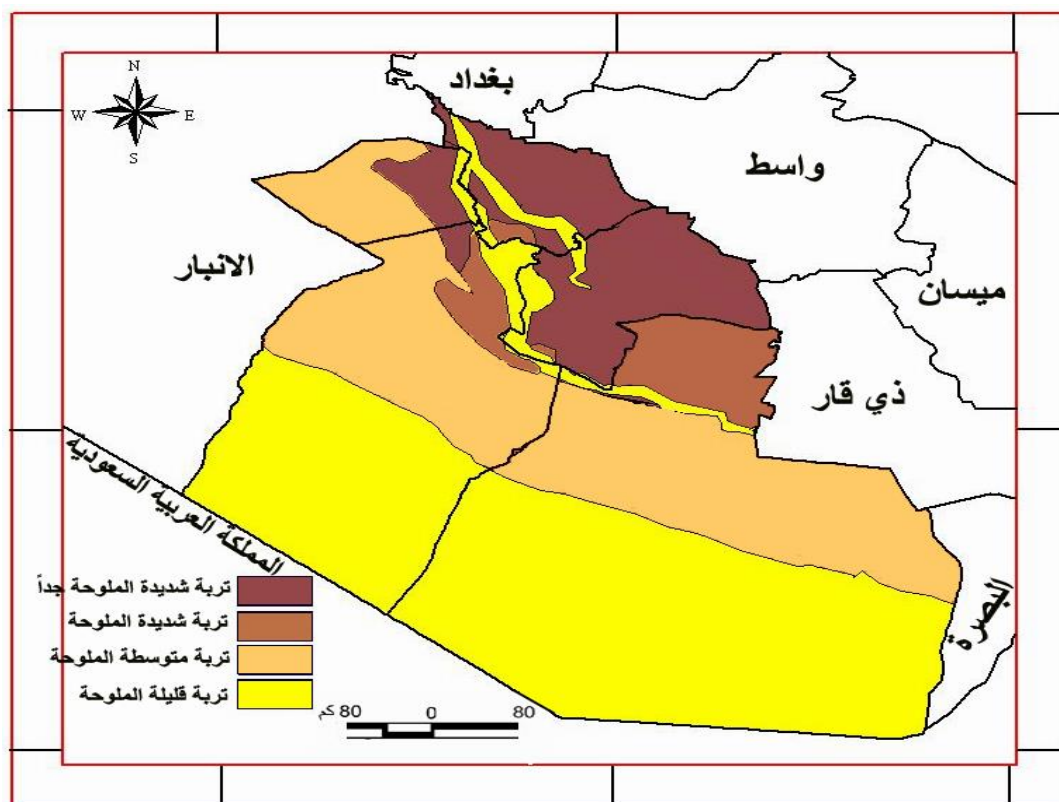 N
W
E
S
بغداد
واسط
الانبار
ميسان
ذي قار
المملكة العربية السعودية
البصرة
تربة شديدة الملوحة جداً
تربة شديدة الملوحة
تربة متوسطة الملوحة
تربة قليلة الملوحة
80 0 80 كم